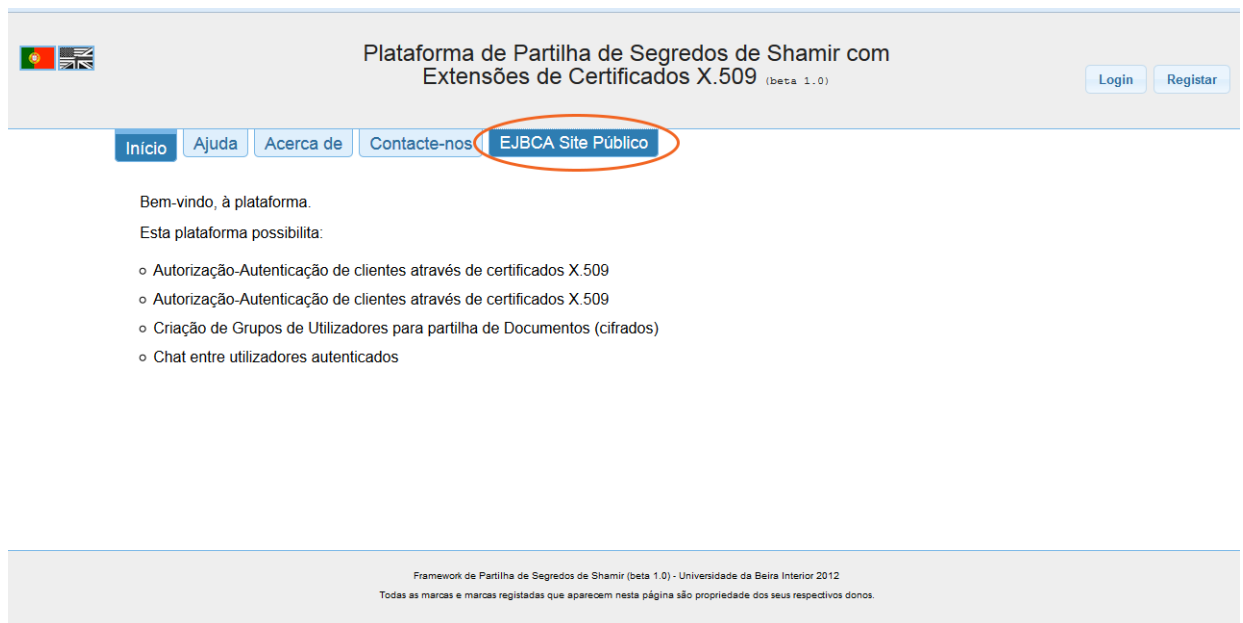 Plataforma de Partilha de Segredos de Shamir com
Extensões de Certificados X.509 (beta 1.0)
Login
Registar
Início
Ajuda
Acerca de
Contacte-nos
EJBCA Site Público
Bem-vindo, à plataforma.
Esta plataforma possibilita:
Autorização-Autenticação de clientes através de certificados X.509
Autorização-Autenticação de clientes através de certificados X.509
Criação de Grupos de Utilizadores para partilha de Documentos (cifrados)
Chat entre utilizadores autenticados
Framework de Partilha de Segredos de Shamir (beta 1.0) - Universidade da Beira Interior 2012
Todas as marcas e marcas registadas que aparecem nesta página são propriedade dos seus respectivos donos.